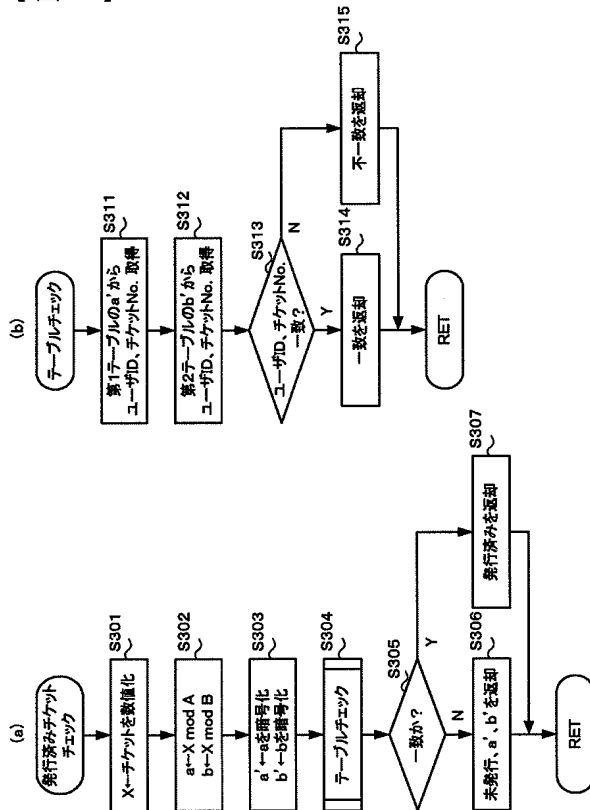 (a)
発行済みチケット
チェック
S301
X←チケットを数値化
S302
a←X mod A
b←X mod B
S303
a'←aを暗号化
b'←bを暗号化
S304
テーブルチェック
S305
一致か?
Y
N
S306
未発行、a'、b'を返却
S307
発行済みを返却
RET
(b)
テーブルチェック
S311
第1テーブルのa'から
ユーザID、チケットNo. 取得
S312
第2テーブルのb'から
ユーザID、チケットNo. 取得
S313
ユーザID、チケットNo.
一致?
N
Y
S314
一致を返却
S315
不一致を返却
RET